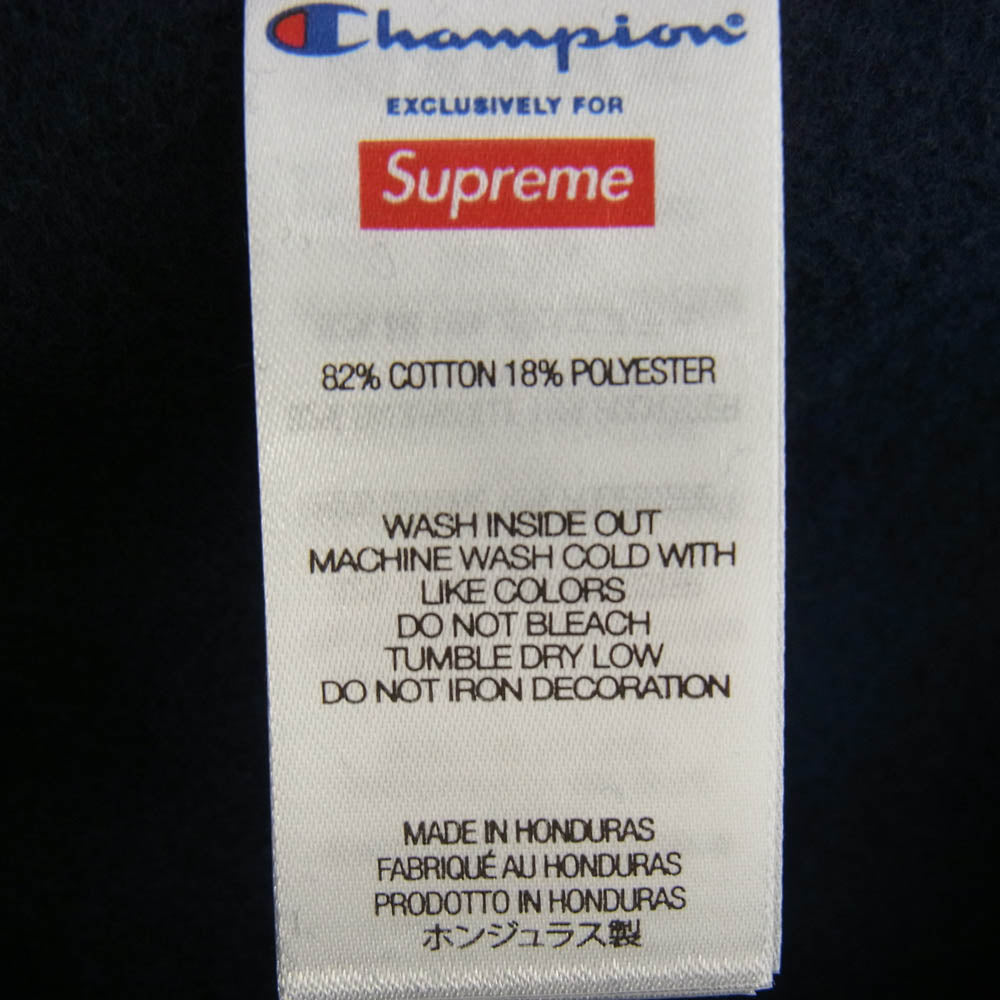 Champion®
EXCLUSIVELY FOR
Supreme
82% COTTON 18% POLYESTER
WASH INSIDE OUT
MACHINE WASH COLD WITH
LIKE COLORS
DO NOT BLEACH
TUMBLE DRY LOW
DO NOT IRON DECORATION
MADE IN HONDURAS
FABRIQUÉ AU HONDURAS
PRODOTTO IN HONDURAS
ホンジュラス製